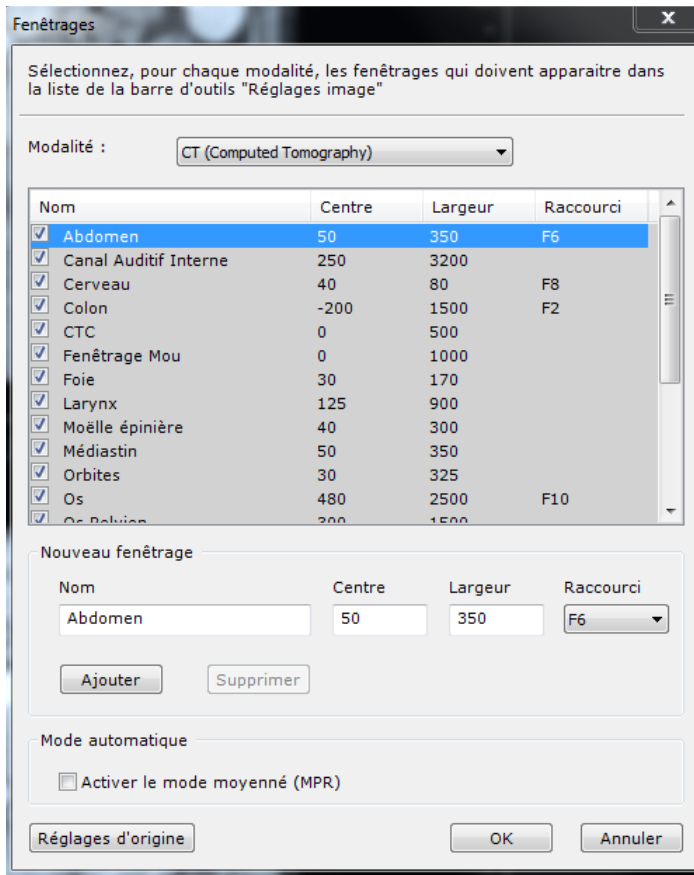 Fenêtrages
x
Sélectionnez, pour chaque modalité, les fenêtrages qui doivent apparaitre dans
la liste de la barre d'outils "Réglages image"
Modalité :
CT (Computed Tomography)
Nom Centre Largeur Raccourci
Abdomen 50 350 F6
Canal Auditif Interne 250 3200
Cerveau 40 80 F8
Colon -200 1500 F2
CTC 0 500
Fenêtrage Mou 0 1000
Foie 30 170
Larynx 125 900
Moëlle épinière 40 300
Médiastin 50 350
Orbites 30 325
Os 480 2500 F10
Os Pelvien 300 1500
Nouveau fenêtrage
Nom Centre Largeur Raccourci
Abdomen 50 350 F6
Ajouter Supprimer
Mode automatique
Activer le mode moyenné (MPR)
Réglages d'origine OK Annuler